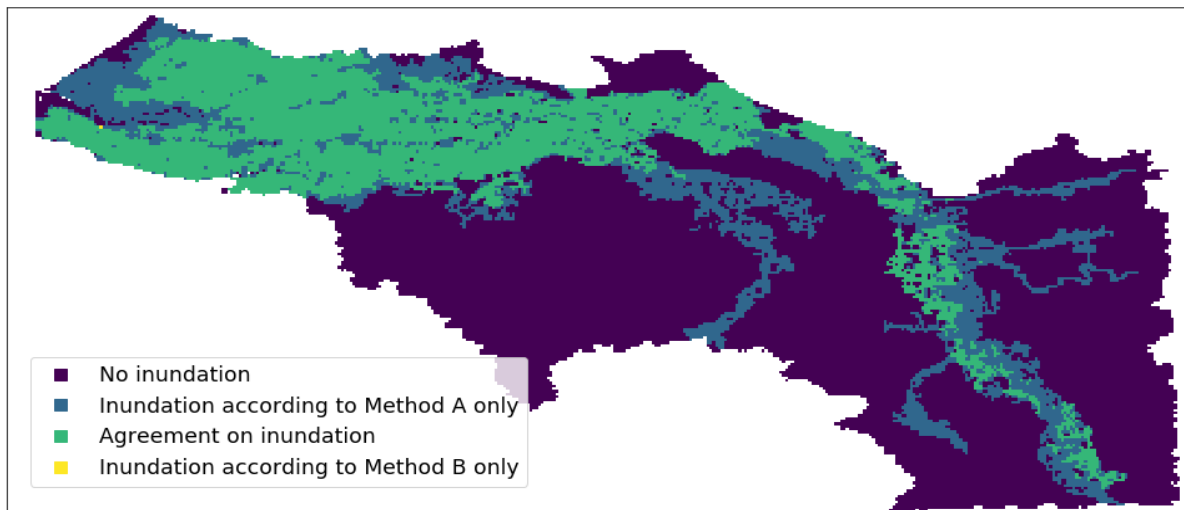 No inundation
Inundation according to Method A only
Agreement on inundation
Inundation according to Method B only